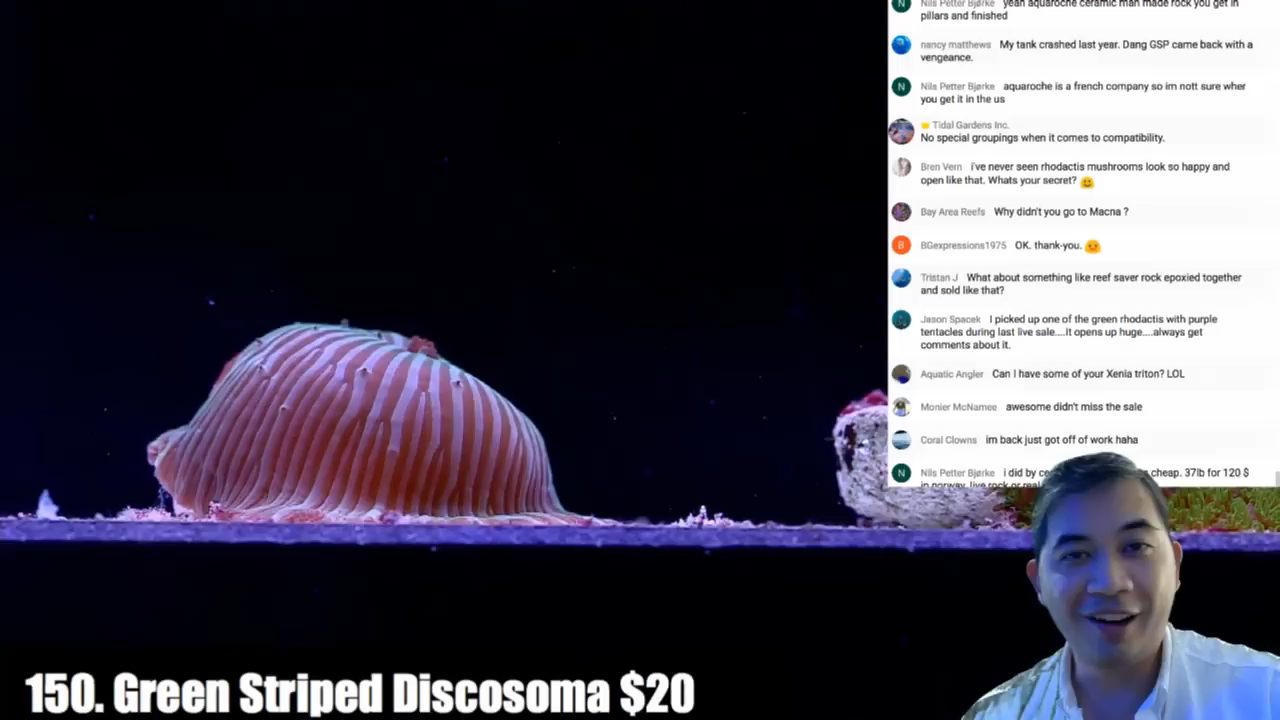 Nils Petter Bjørke yeah aquaroche ceramic man made rock you get in
pillars and finished
nancy matthews My tank crashed last year. Dang GSP came back with a
vengeance.
N Nils Petter Bjørke aquaroche is a french company so im nott sure wher
you get it in the us
Tidal Gardens Inc.
No special groupings when it comes to compatibility.
Bren Vern i've never seen rhodactis mushrooms look so happy and
open like that. Whats your secret?
Bay Area Reefs Why didn't you go to Macna ?
B BGexpressions1975 OK. thank-you.
Tristan J What about something like reef saver rock epoxied together
and sold like that?
Jason Spacek I picked up one of the green rhodactis with purple
tentacles during last live sale....It opens up huge....always get
comments about it.
Aquatic Angler Can I have some of your Xenia triton? LOL
Monier McNamee awesome didn't miss the sale
Coral Clowns im back just got off of work haha
N Nils Petter Bjørke i did by cheap. 37lb for 120 $
in norway. live rock or real
150. Green Striped Discosoma $20